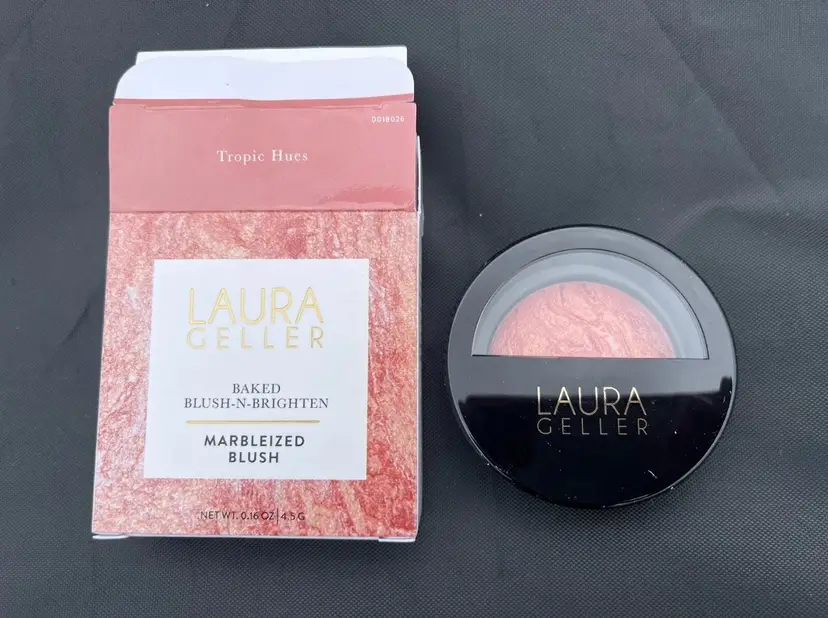 D018026
Tropic Hues
LAURA
GELLER
BAKED
BLUSH-N-BRIGHTEN
MARBLEIZED
BLUSH
NET WT. 0.16 OZ|4.5 G
LAURA
GELLER